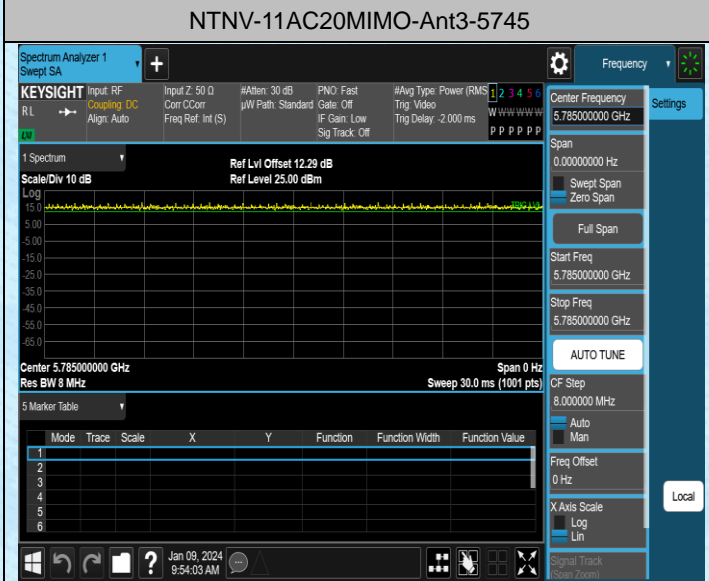 NTNV-11AC20MIMO-Ant3-5745
Spectrum Analyzer 1
Swept SA
Frequency
KEYSIGHT
RL
LXI
Input: RF
Coupling: DC
Align: Auto
Input Z: 50 Ω
Corr CCorr
Freq Ref: Int (S)
#Atten: 30 dB
µW Path: Standard
PNO: Fast
Gate: Off
IF Gain: Low
Sig Track: Off
#Avg Type: Power (RMS
Trig: Video
Trig Delay: -2.000 ms
1 2 3 4 5 6
W W W W W W
P P P P P P
Center Frequency
5.785000000 GHz
Settings
Span
0.00000000 Hz
Swept Span
Zero Span
Full Span
Start Freq
5.785000000 GHz
Stop Freq
5.785000000 GHz
AUTO TUNE
CF Step
8.000000 MHz
Auto
Man
Freq Offset
0 Hz
X Axis Scale
Log
Lin
Signal Track
(Span Zoom)
Local
1 Spectrum
Scale/Div 10 dB
Ref Lvl Offset 12.29 dB
Ref Level 25.00 dBm
Log
15.0
TRIG LVL
5.00
-5.00
-15.0
-25.0
-35.0
-45.0
-55.0
-65.0
Center 5.785000000 GHz
Span 0 Hz
Res BW 8 MHz
Sweep 30.0 ms (1001 pts)
5 Marker Table
Mode Trace Scale X Y Function Function Width Function Value
1
2
3
4
5
6
?
Jan 09, 2024
9:54:03 AM